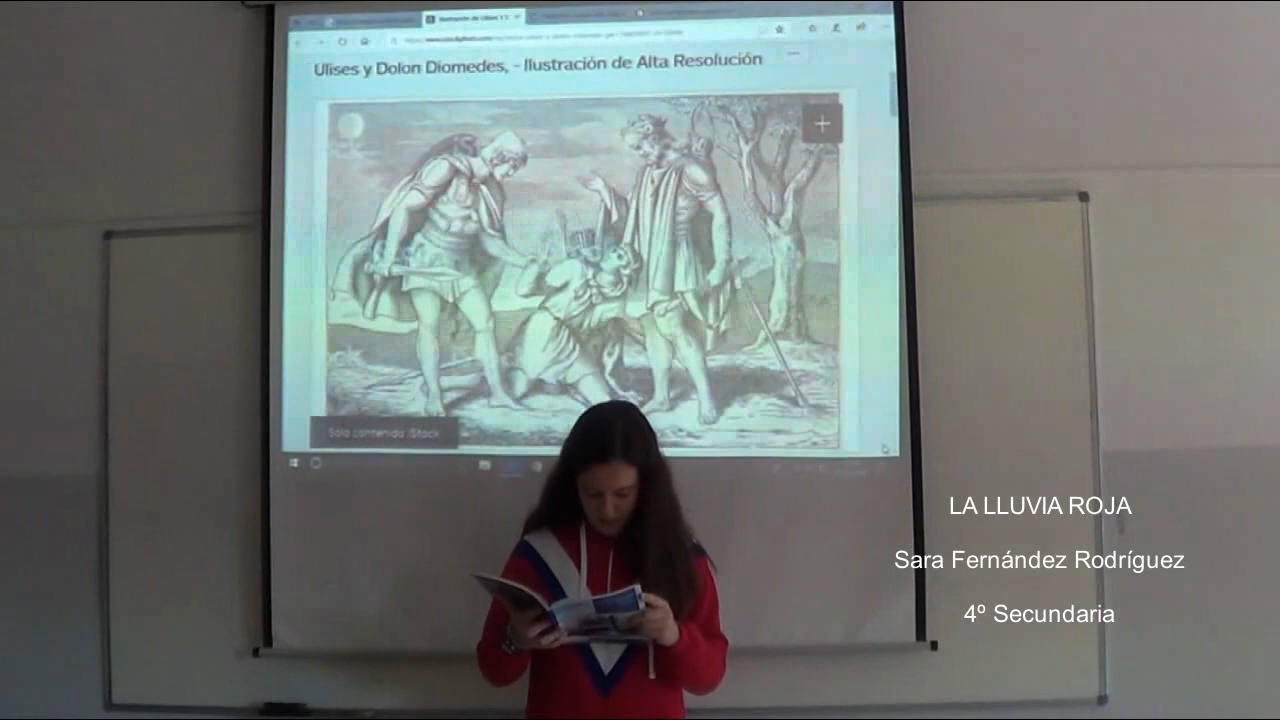 Ulises y Dolon Diomedes, - Ilustración de Alta Resolución
Solo contenido iStock
LA LLUVIA ROJA
Sara Fernández Rodríguez
4º Secundaria